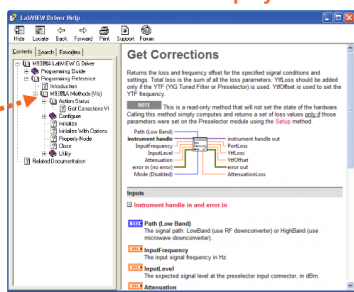 LabVIEW Driver Help
Hide Locate Back Forward Print Support Forum
Contents Search Favorites
LabVIEW G Driver
Programming Guide
Programming Reference
Introduction
M9388A Methods (VIs)
Action Status
Get Corrections VI
Configure
Initialize
Initialize With Options
Property Node
Close
Utility
Related Documentation
Get Corrections
Returns the loss and frequency offset for the specified signal conditions and
settings. Total loss is the sum of all the loss parameters. YtfLoss should be added
only if the YTF (YIG Tuned Filter or Preselector) is used. YtfOffset is used to set the
YTF frequency.
NOTE This is a read-only method that will not set the state of the hardware.
Calling this method simply computes and returns a set of loss values only if those
parameters were set on the Preselector module using the Setup method.
Path (Low Band)
instrument handle instrument handle out
InputFrequency PortLoss
InputLevel YtfLoss
Attenuation YtfOffset
error in (no error) error out
Mode (Disabled) AttenuationLoss
Inputs
Instrument handle in and error in
Path (Low Band)
The signal path: LowBand (use RF downconverter) or HighBand (use
microwave downconverter).
InputFrequency
The input signal frequency in Hz.
InputLevel
The expected signal level at the preselector input connector, in dBm.
Attenuation